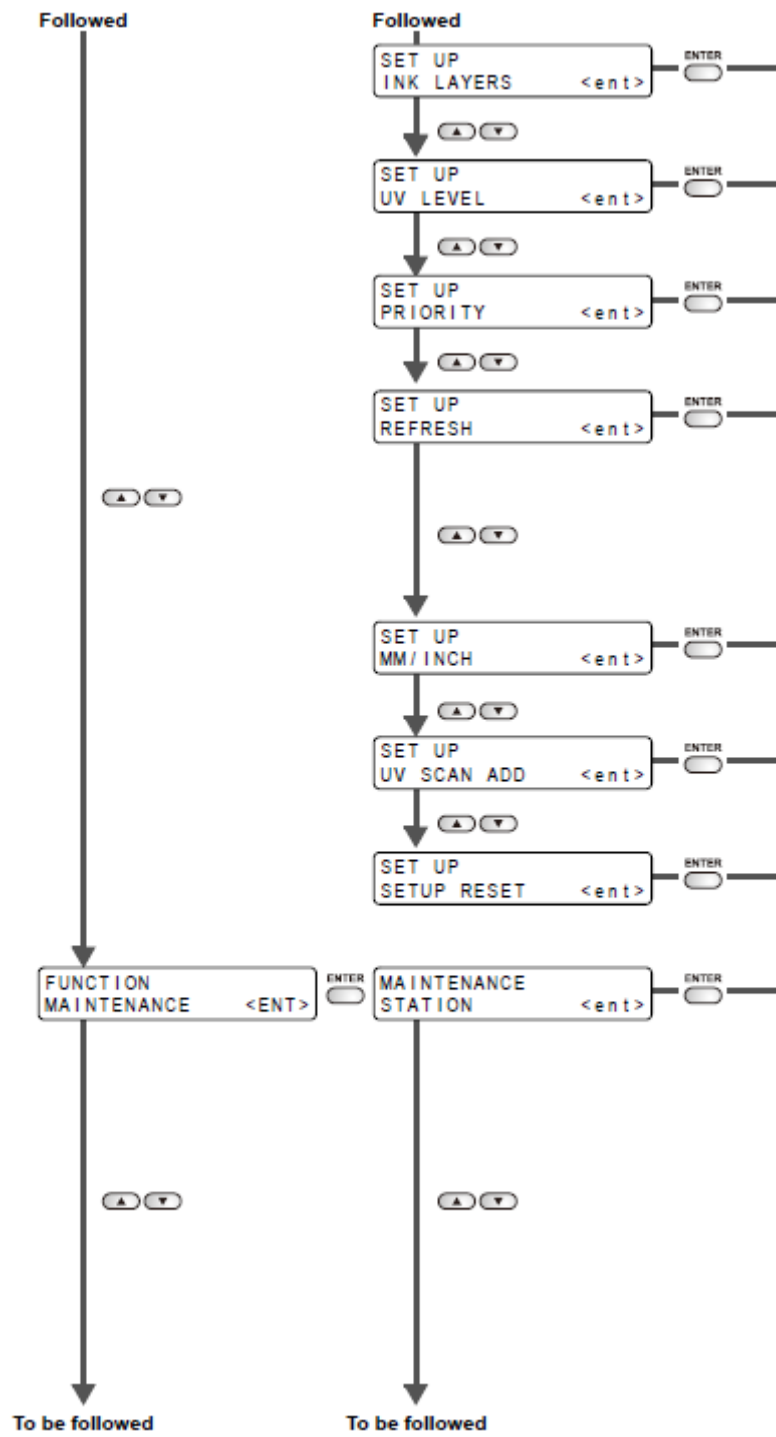 Followed
Followed
SET UP
INK LAYERS <ent>
ENTER
SET UP
UV LEVEL <ent>
ENTER
SET UP
PRIORITY <ent>
ENTER
SET UP
REFRESH <ent>
ENTER
SET UP
MM/INCH <ent>
ENTER
SET UP
UV SCAN ADD <ent>
ENTER
SET UP
SETUP RESET <ent>
ENTER
FUNCTION
MAINTENANCE <ENT>
ENTER
MAINTENANCE
STATION <ent>
ENTER
To be followed
To be followed